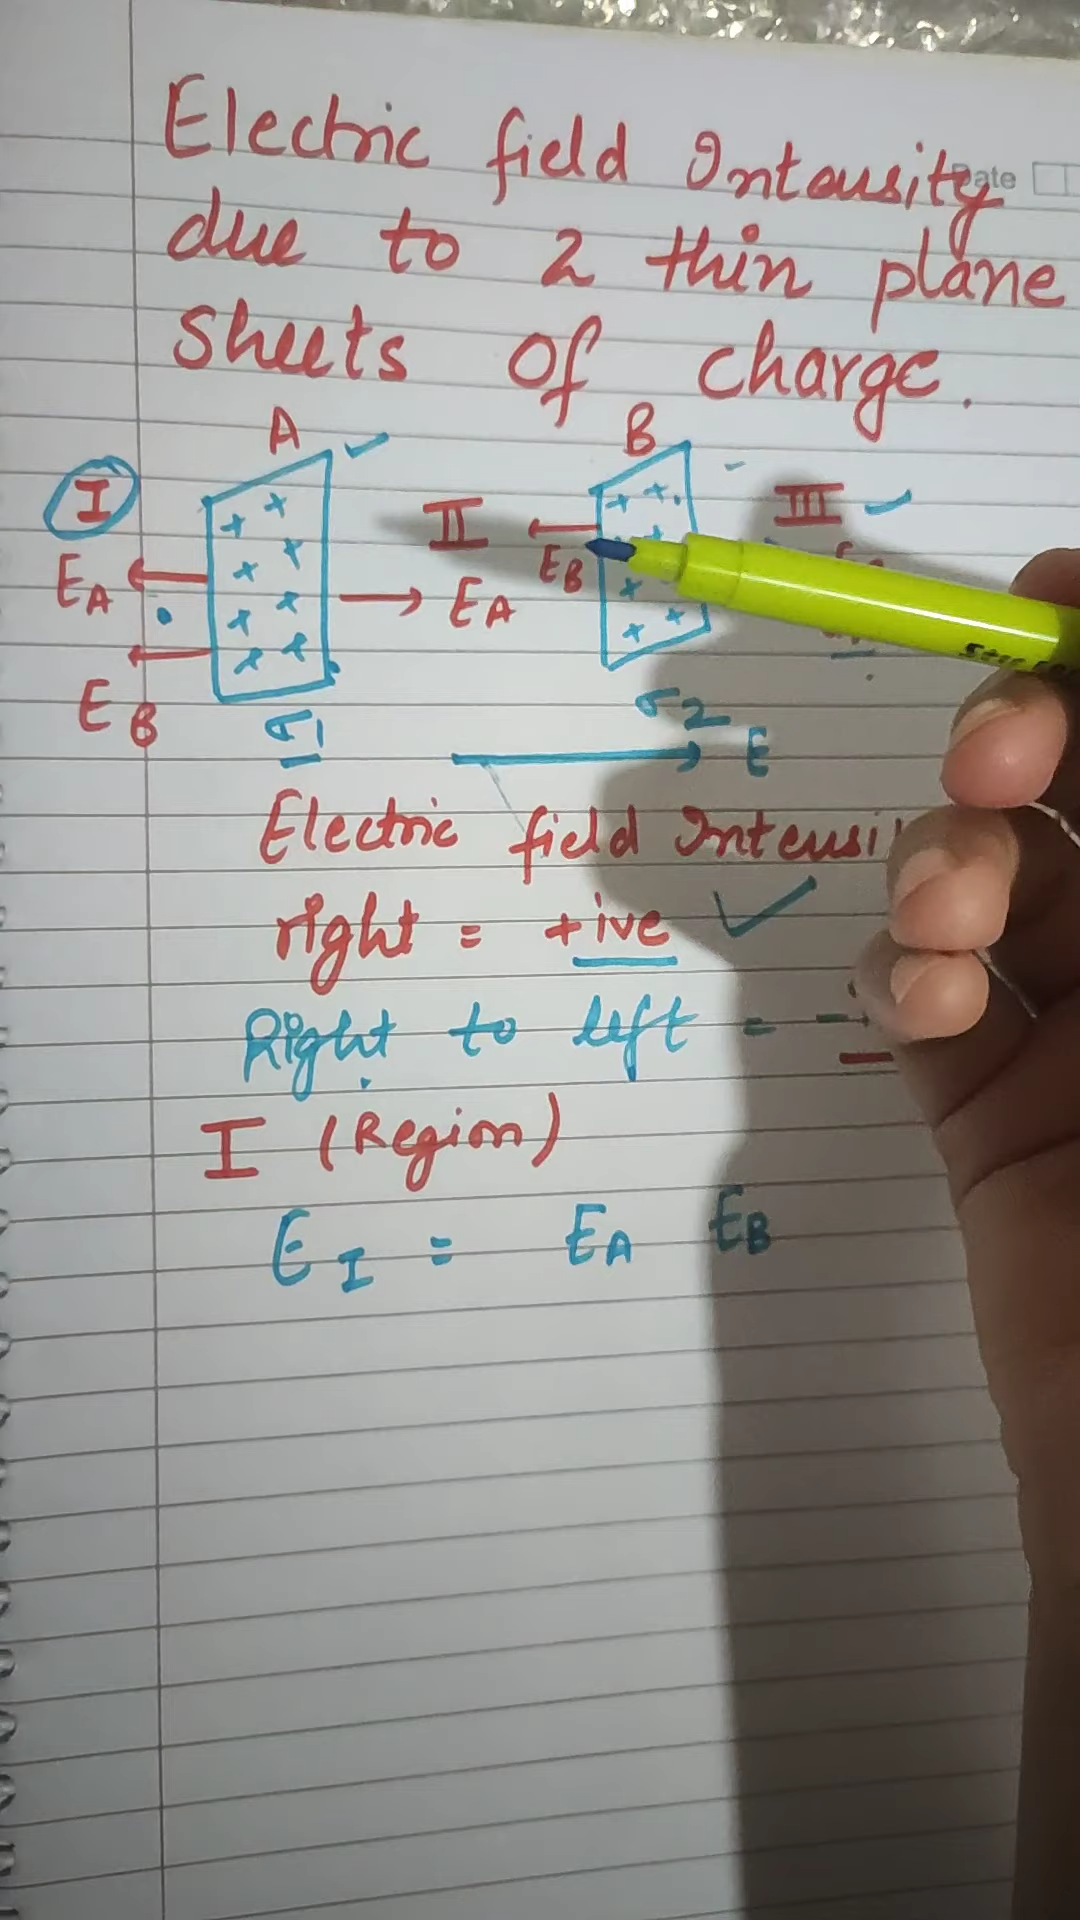 Electric field Intensity
Date
due to 2 thin plane
sheets of charge.
A B
I II III
EA EB EA
EB
σ1 σ2
E
Electric field Intensi
right = +ive
Right to left = -
I (Region)
EI = EA EB